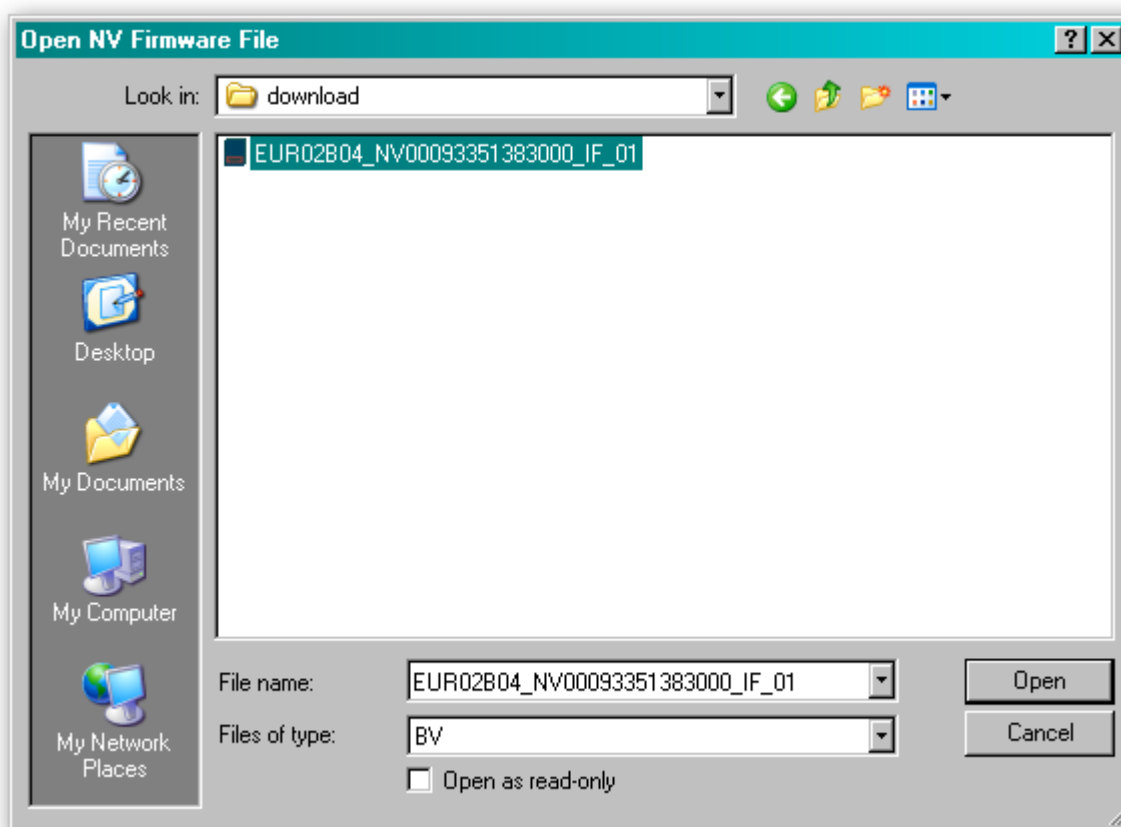 Open NV Firmware File
Look in: download
EUR02B04_NV00093351383000_IF_01
My Recent
Documents
Desktop
My Documents
My Computer
My Network
Places
File name: EUR02B04_NV00093351383000_IF_01 Open
Files of type: BV Cancel
Open as read-only